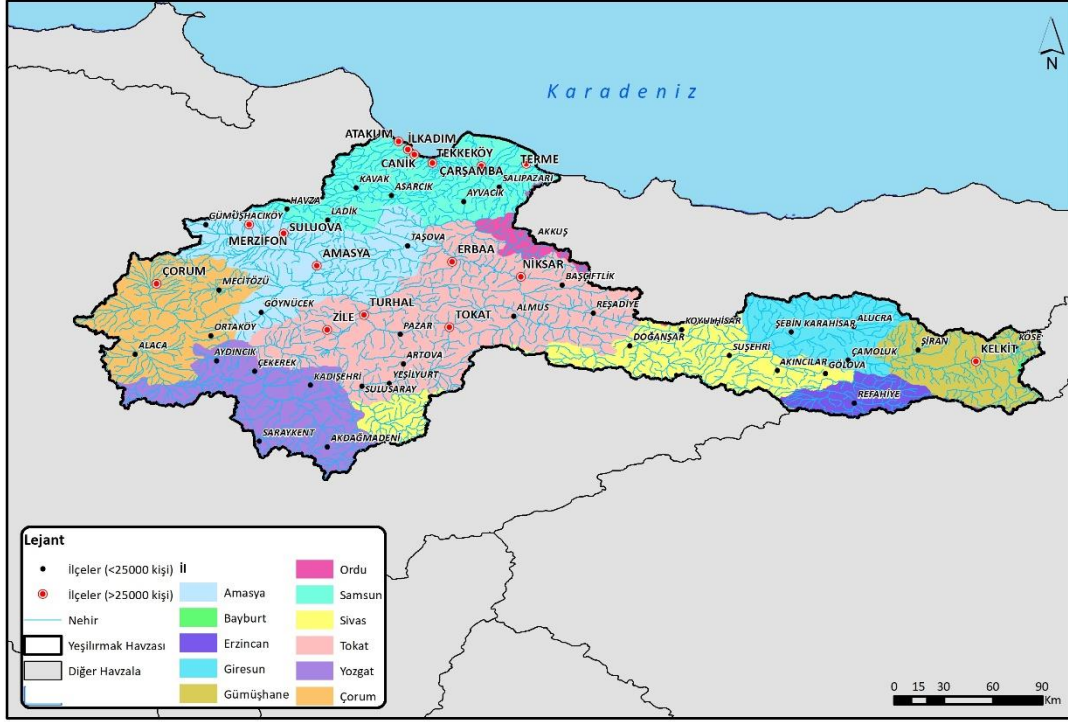 N
Karadeniz
ATAKUM
İLKADIM
CANİK
TEKKEKÖY
ÇARŞAMBA
TERME
SALIPAZARI
KAVAK
ASARCIK
AYVACIK
HAVZA
LADİK
GÜMÜŞHACIKÖY
MERZİFON
SULUOVA
TAŞOVA
AKKUŞ
AMASYA
ERBAA
NİKSAR
BAŞÇİFTLİK
ÇORUM
MECİTÖZÜ
GÖYNÜCEK
TURHAL
ZİLE
PAZAR
TOKAT
ALMUS
REŞADİYE
ORTAKÖY
ALACA
AYDINCIK
ÇEKEREK
KADIŞEHRİ
ARTOVA
YEŞİLYURT
SULUSARAY
SARAYKENT
AKDAĞMADENİ
KOYULHİSAR
DOĞANŞAR
SUŞEHRİ
AKINCILAR
GÖLOVA
ŞEBİN KARAHİSAR
ALUCRA
ÇAMOLUK
REFAHİYE
ŞİRAN
KELKİT
KÖSE
Lejant
İlçeler (<25000 kişi)
İlçeler (>25000 kişi)
Nehir
Yeşilırmak Havzası
Diğer Havzala
İl
Amasya
Bayburt
Erzincan
Giresun
Gümüşhane
Ordu
Samsun
Sivas
Tokat
Yozgat
Çorum
0 15 30 60 90
Km